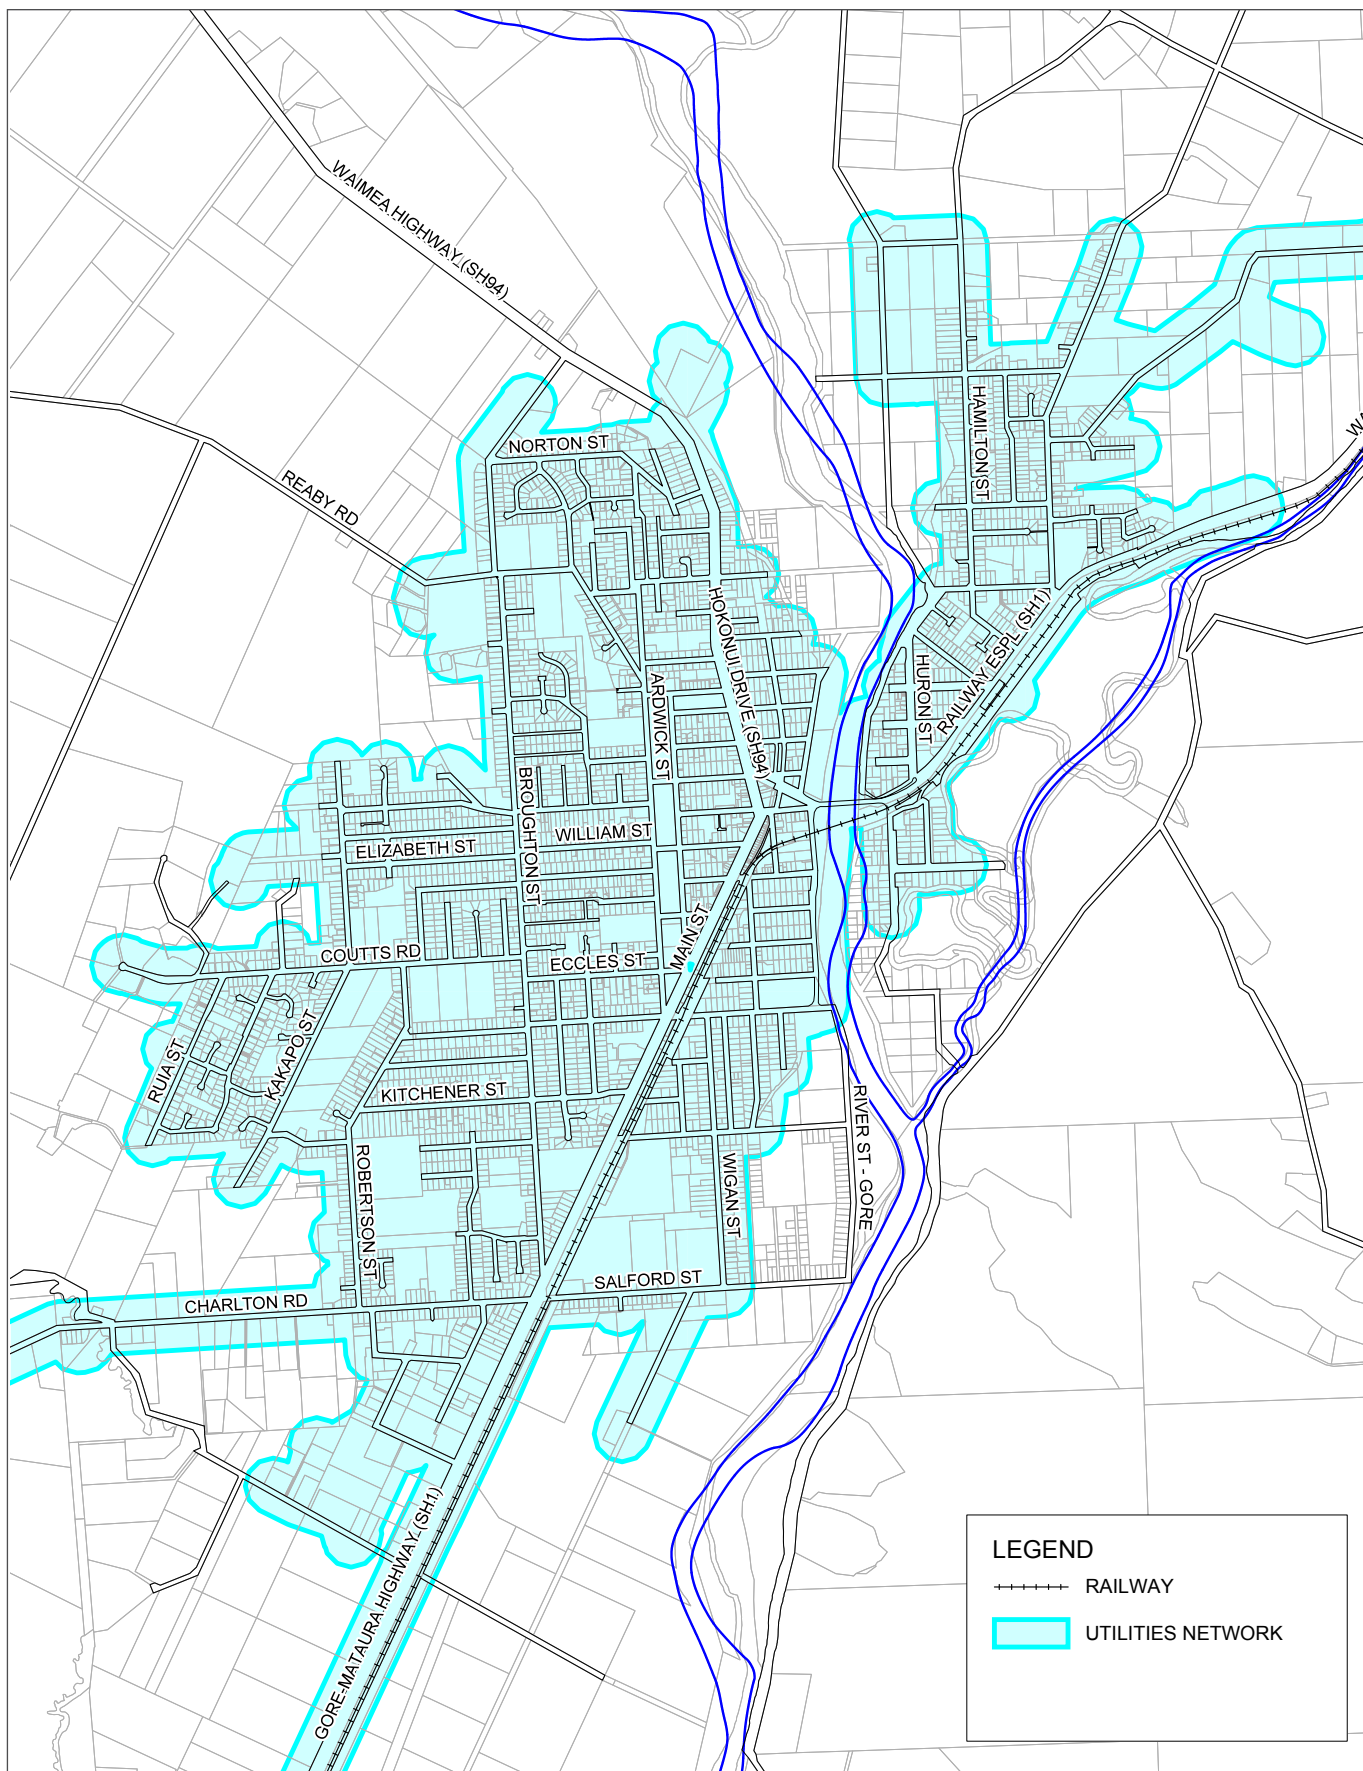 WAIMEA HIGHWAY (SH94)
NORTON ST
REABY RD
HAMILTON ST
HOKONUI DRIVE (SH94)
ARDWICK ST
HURON ST
RAILWAY ESPL (SH1)
BROUGHTON ST
WILLIAM ST
ELIZABETH ST
MAIN ST
COUTTS RD
ECCLES ST
RUIA ST
KAKAPO ST
KITCHENER ST
RIVER ST - GORE
ROBERTSON ST
WIGAN ST
SALFORD ST
CHARLTON RD
GORE-MATAURA HIGHWAY (SH1)
LEGEND
RAILWAY
UTILITIES NETWORK